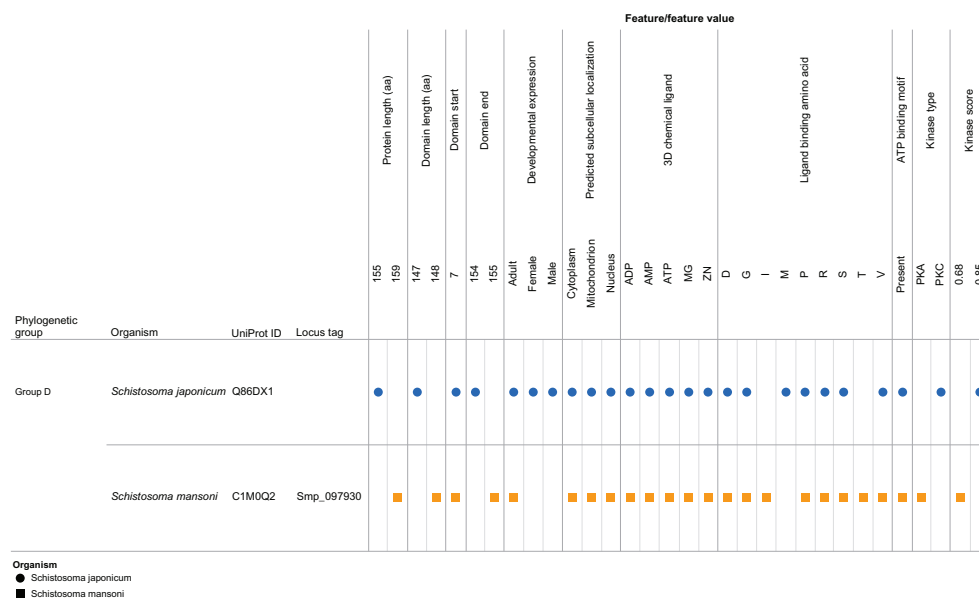 Feature/feature value
Protein length (aa)
Domain length (aa)
Domain start
Domain end
Developmental expression
Predicted subcellular localization
3D chemical ligand
Ligand binding amino acid
ATP binding motif
Kinase type
Kinase score
155
159
147
148
7
154
155
Adult
Female
Male
Cytoplasm
Mitochondrion
Nucleus
ADP
AMP
ATP
MG
ZN
D
G
I
M
P
R
S
T
V
Present
PKA
PKC
0.68
0.85
Phylogenetic group Organism UniProt ID Locus tag
Group D Schistosoma japonicum Q86DX1
Schistosoma mansoni C1M0Q2 Smp_097930
Organism
Schistosoma japonicum
Schistosoma mansoni